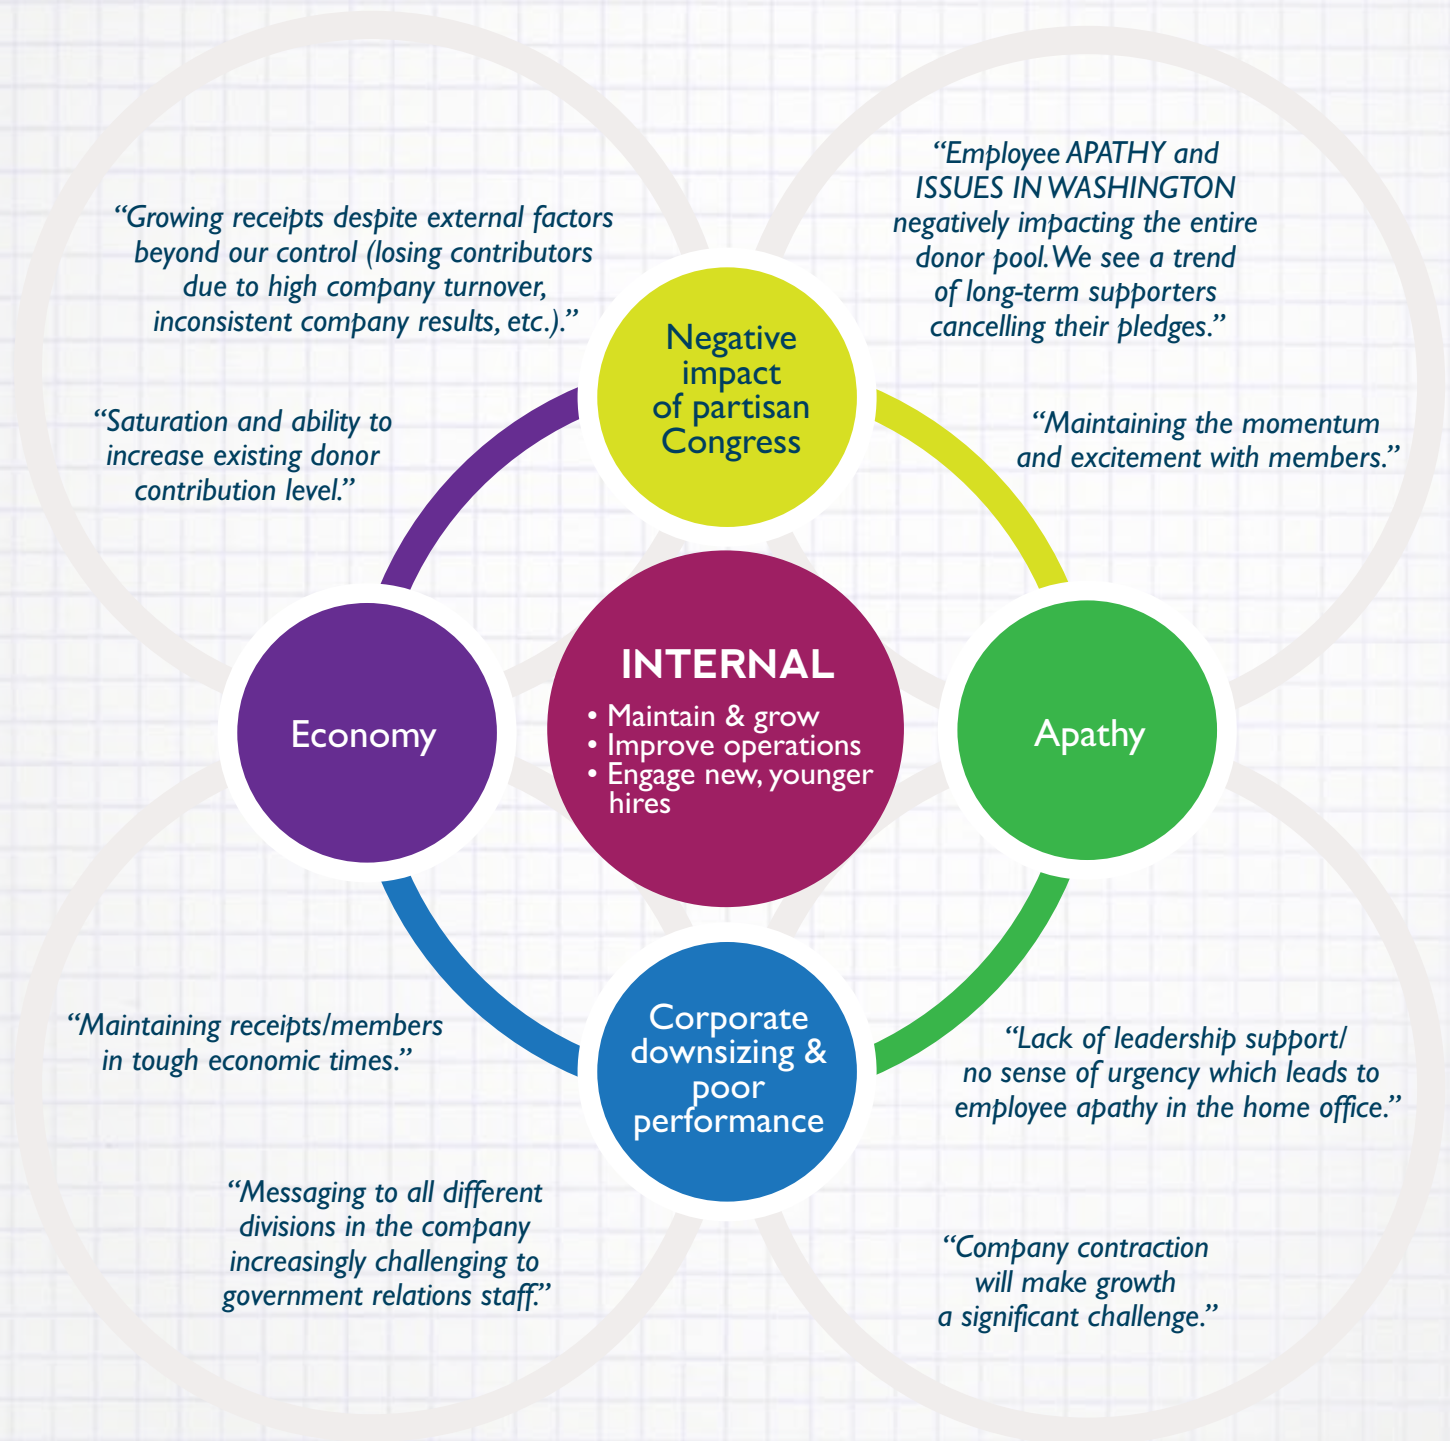 “Growing receipts despite external factors
beyond our control (losing contributors
due to high company turnover,
inconsistent company results, etc.).”
“Employee APATHY and
ISSUES IN WASHINGTON
negatively impacting the entire
donor pool. We see a trend
of long-term supporters
cancelling their pledges.”
Negative
impact
of partisan
Congress
“Saturation and ability to
increase existing donor
contribution level.”
“Maintaining the momentum
and excitement with members.”
Economy
INTERNAL
• Maintain & grow
• Improve operations
• Engage new, younger
hires
Apathy
“Maintaining receipts/members
in tough economic times.”
Corporate
downsizing &
poor
performance
“Lack of leadership support/
no sense of urgency which leads to
employee apathy in the home office.”
“Messaging to all different
divisions in the company
increasingly challenging to
government relations staff.”
“Company contraction
will make growth
a significant challenge.”